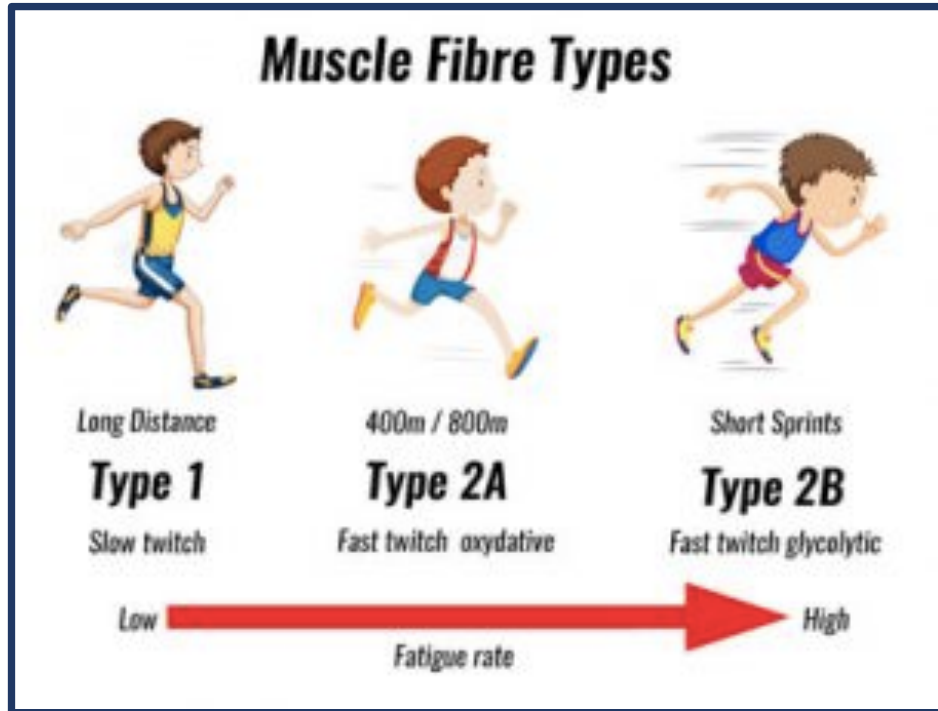 Muscle Fibre Types
Long Distance
Type 1
Slow twitch
400m / 800m
Type 2A
Fast twitch oxydative
Short Sprints
Type 2B
Fast twitch glycolytic
Low
High
Fatigue rate